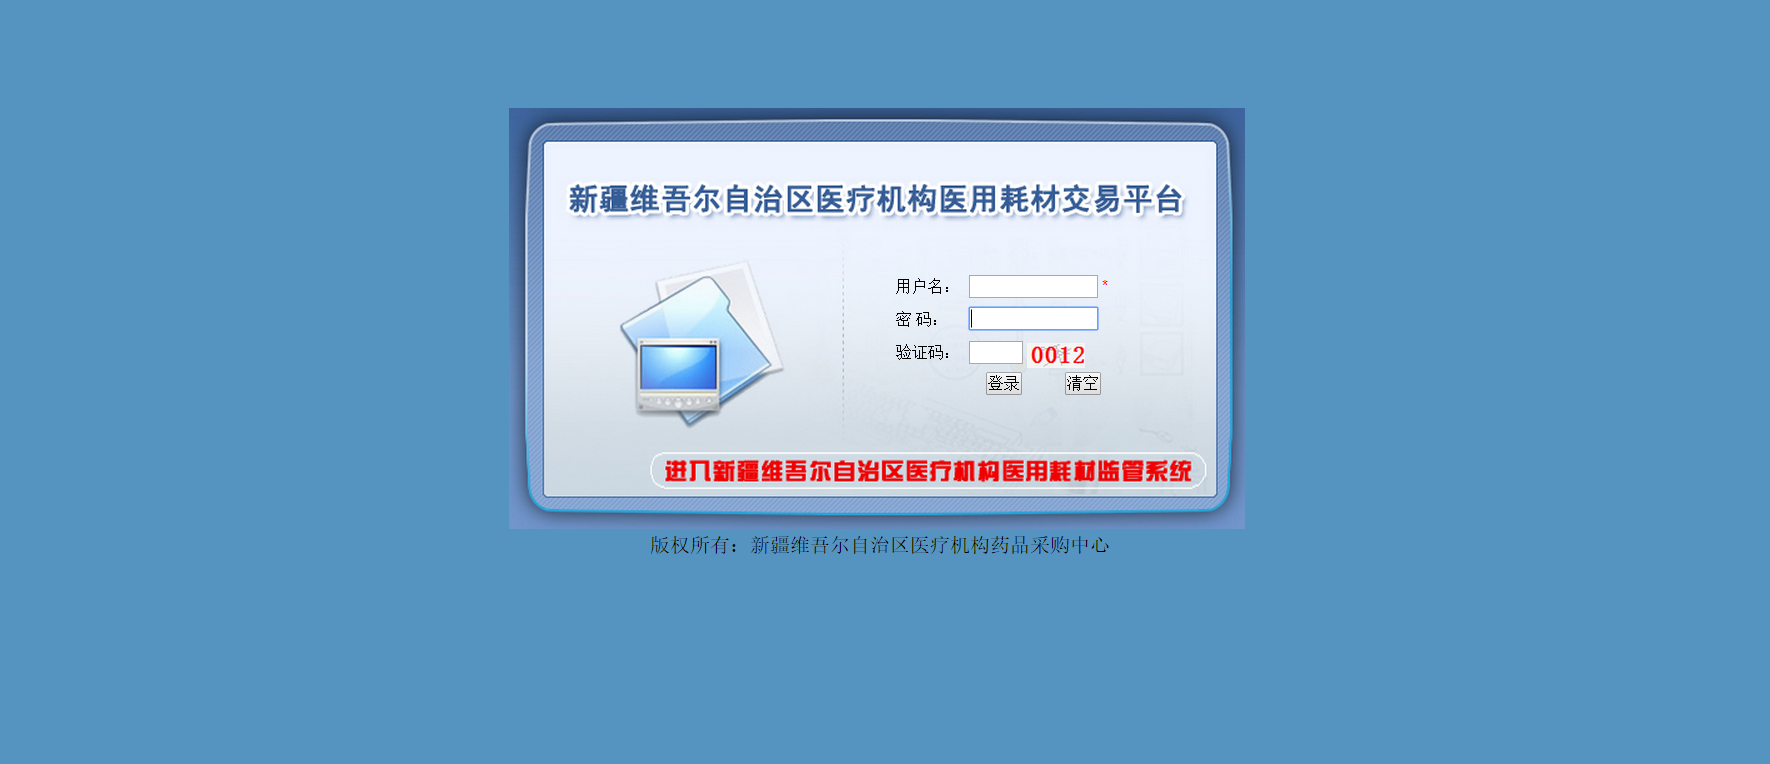 新疆维吾尔自治区医疗机构医用耗材交易平台
用户名： *
密 码：
验证码： 0012
登录 清空
进入新疆维吾尔自治区医疗机构医用耗材监管系统
版权所有：新疆维吾尔自治区医疗机构药品采购中心